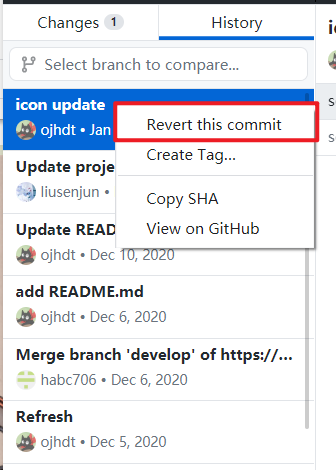 Changes 1 History
Select branch to compare...
icon update
ojhdt • Jan
Revert this commit
Create Tag...
Copy SHA
View on GitHub
Update proje
liusenjun
Update READ
ojhdt • Dec 10, 2020
add README.md
ojhdt • Dec 6, 2020
Merge branch 'develop' of https://...
habc706 • Dec 6, 2020
Refresh
ojhdt • Dec 5, 2020